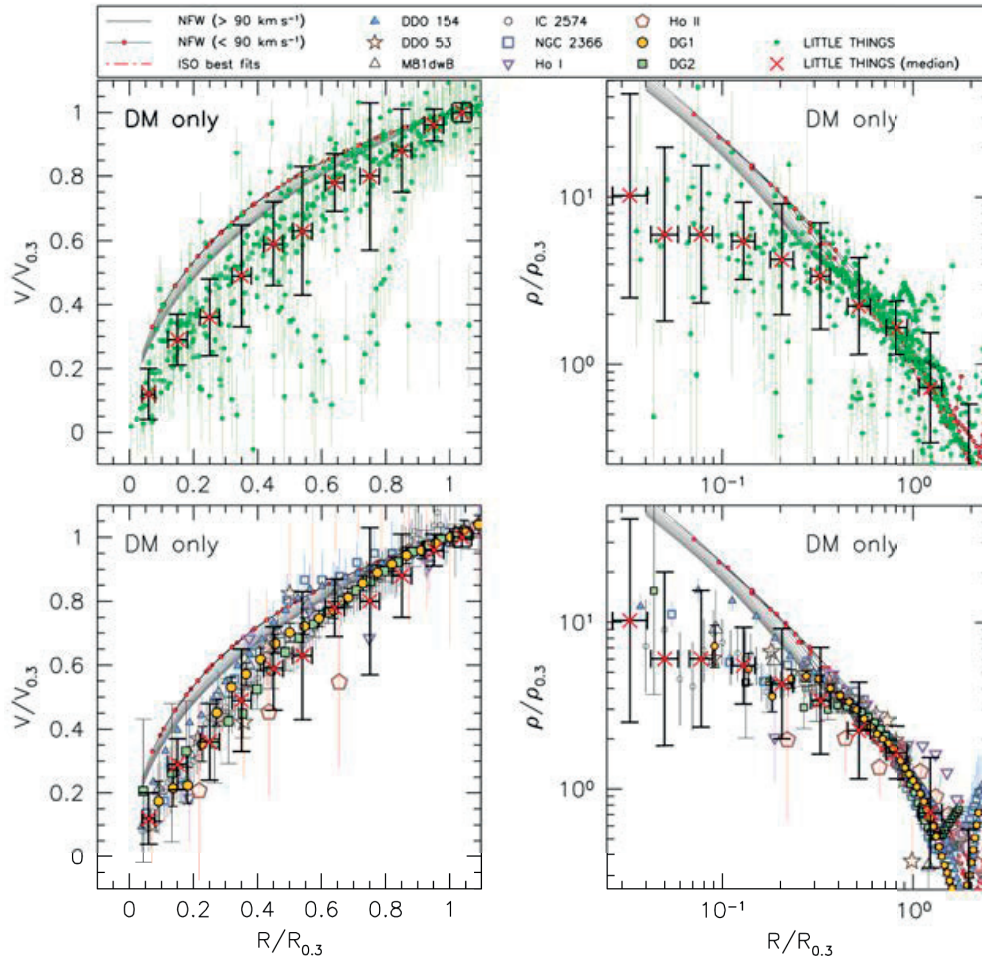 NFW (> 90 km s⁻¹)
NFW (< 90 km s⁻¹)
ISO best fits
DDO 154
DDO 53
M81dwB
IC 2574
NGC 2366
Ho I
Ho II
DG1
DG2
LITTLE THINGS
LITTLE THINGS (median)
DM only
V/V0.3
1
0.8
0.6
0.4
0.2
0
0 0.2 0.4 0.6 0.8 1
DM only
ρ/ρ0.3
10¹
10⁰
10⁻¹ 10⁰
DM only
V/V0.3
1
0.8
0.6
0.4
0.2
0
0 0.2 0.4 0.6 0.8 1
R/R0.3
DM only
ρ/ρ0.3
10¹
10⁰
10⁻¹ 10⁰
R/R0.3